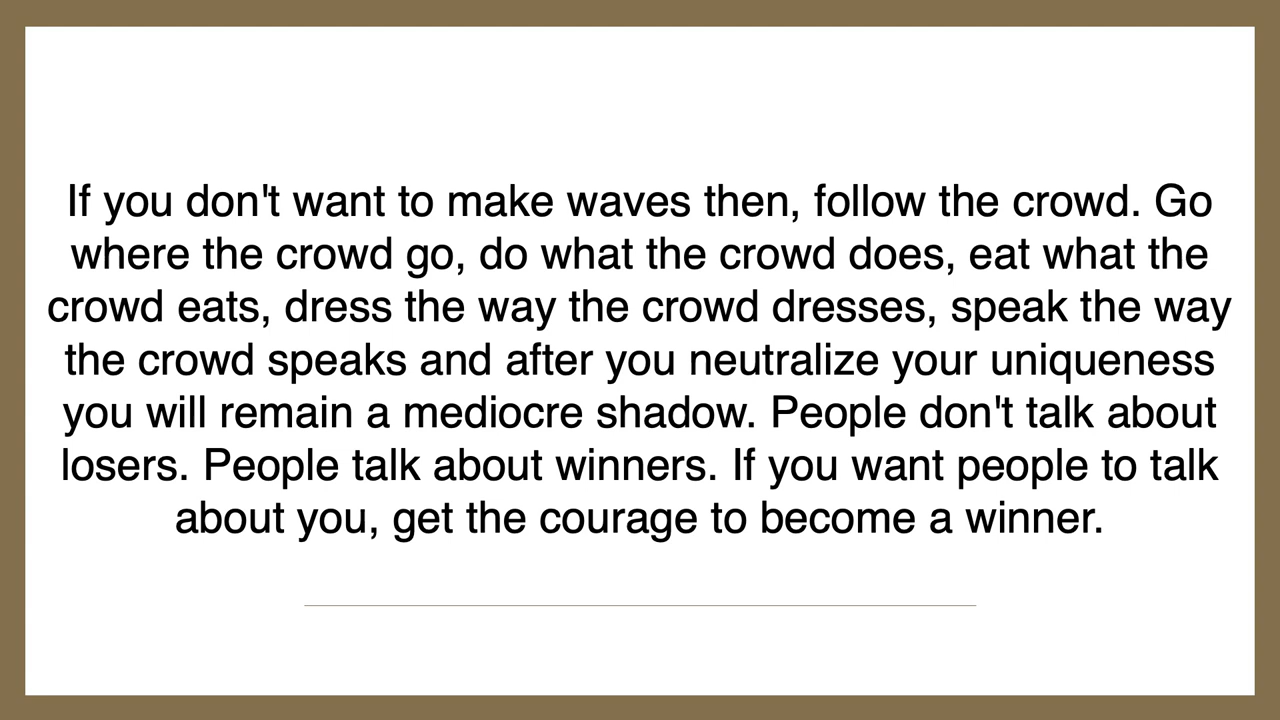 If you don't want to make waves then, follow the crowd. Go
where the crowd go, do what the crowd does, eat what the
crowd eats, dress the way the crowd dresses, speak the way
the crowd speaks and after you neutralize your uniqueness
you will remain a mediocre shadow. People don't talk about
losers. People talk about winners. If you want people to talk
about you, get the courage to become a winner.